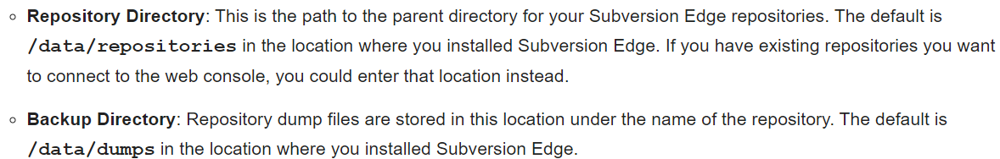 Repository Directory: This is the path to the parent directory for your Subversion Edge repositories. The default is
/data/repositories in the location where you installed Subversion Edge. If you have existing repositories you want
to connect to the web console, you could enter that location instead.
Backup Directory: Repository dump files are stored in this location under the name of the repository. The default is
/data/dumps in the location where you installed Subversion Edge.